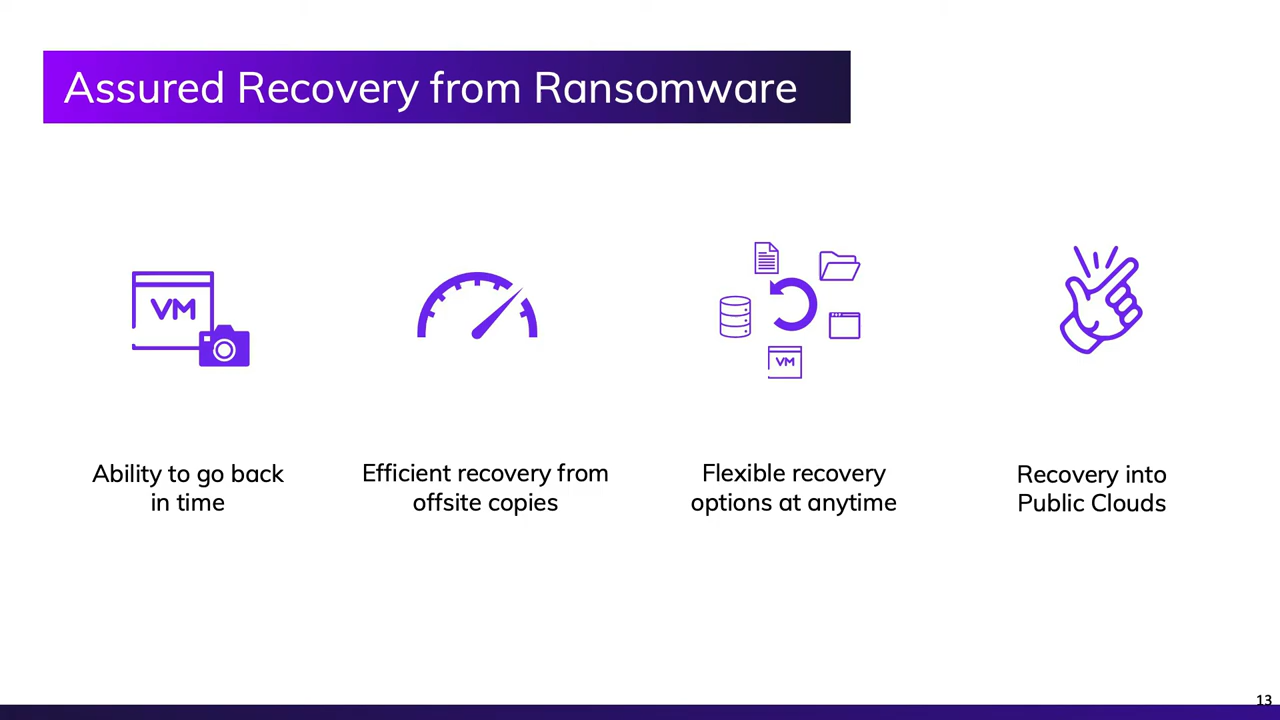 Assured Recovery from Ransomware
VM
VM
Ability to go back
in time
Efficient recovery from
offsite copies
Flexible recovery
options at anytime
Recovery into
Public Clouds
13